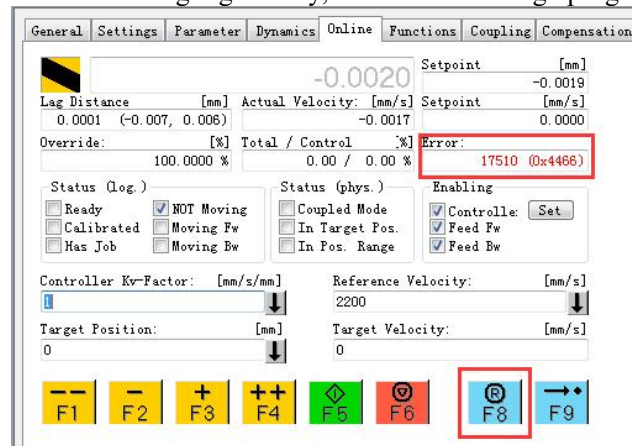 General Settings Parameter Dynamics Online Functions Coupling Compensation
-0.0020
Setpoint [mm]
-0.0019
Lag Distance [mm] Actual Velocity: [mm/s] Setpoint [mm/s]
0.0001 (-0.007, 0.006) -0.0017 0.0000
Override: [%] Total / Control %] Error:
100.0000 % 0.00 / 0.00 % 17510 (0x4466)
Status (log.) Status (phys.) Enabling
Ready NOT Moving Coupled Mode Controlle: Set
Calibrated Moving Fw In Target Pos. Feed Fw
Has Job Moving Bw In Pos. Range Feed Bw
Controller Kv-Factor: [mm/s/mm] Reference Velocity: [mm/s]
1 2200
Target Position: [mm] Target Velocity: [mm/s]
0 0
-- - + ++ R
F1 F2 F3 F4 F5 F6 F8 F9